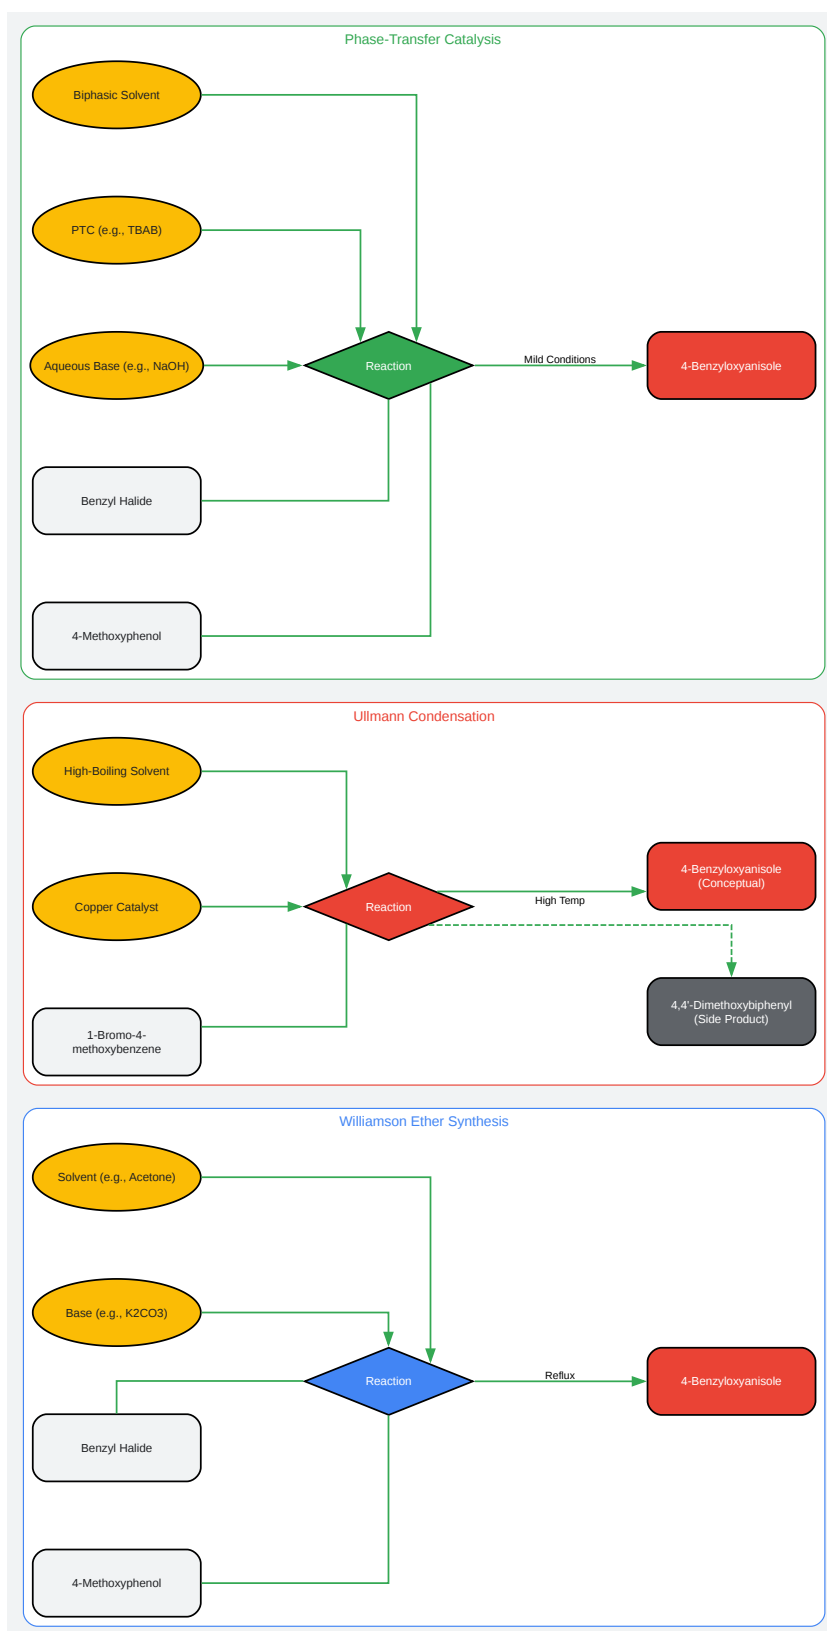 Phase-Transfer Catalysis
Biphasic Solvent
PTC (e.g., TBAB)
Aqueous Base (e.g., NaOH)
Reaction
Mild Conditions
4-Benzyloxyanisole
Benzyl Halide
4-Methoxyphenol
Ullmann Condensation
High-Boiling Solvent
Copper Catalyst
Reaction
High Temp
4-Benzyloxyanisole
(Conceptual)
4,4'-Dimethoxybiphenyl
(Side Product)
1-Bromo-4-
methoxybenzene
Williamson Ether Synthesis
Solvent (e.g., Acetone)
Base (e.g., K2CO3)
Reaction
Reflux
4-Benzyloxyanisole
Benzyl Halide
4-Methoxyphenol